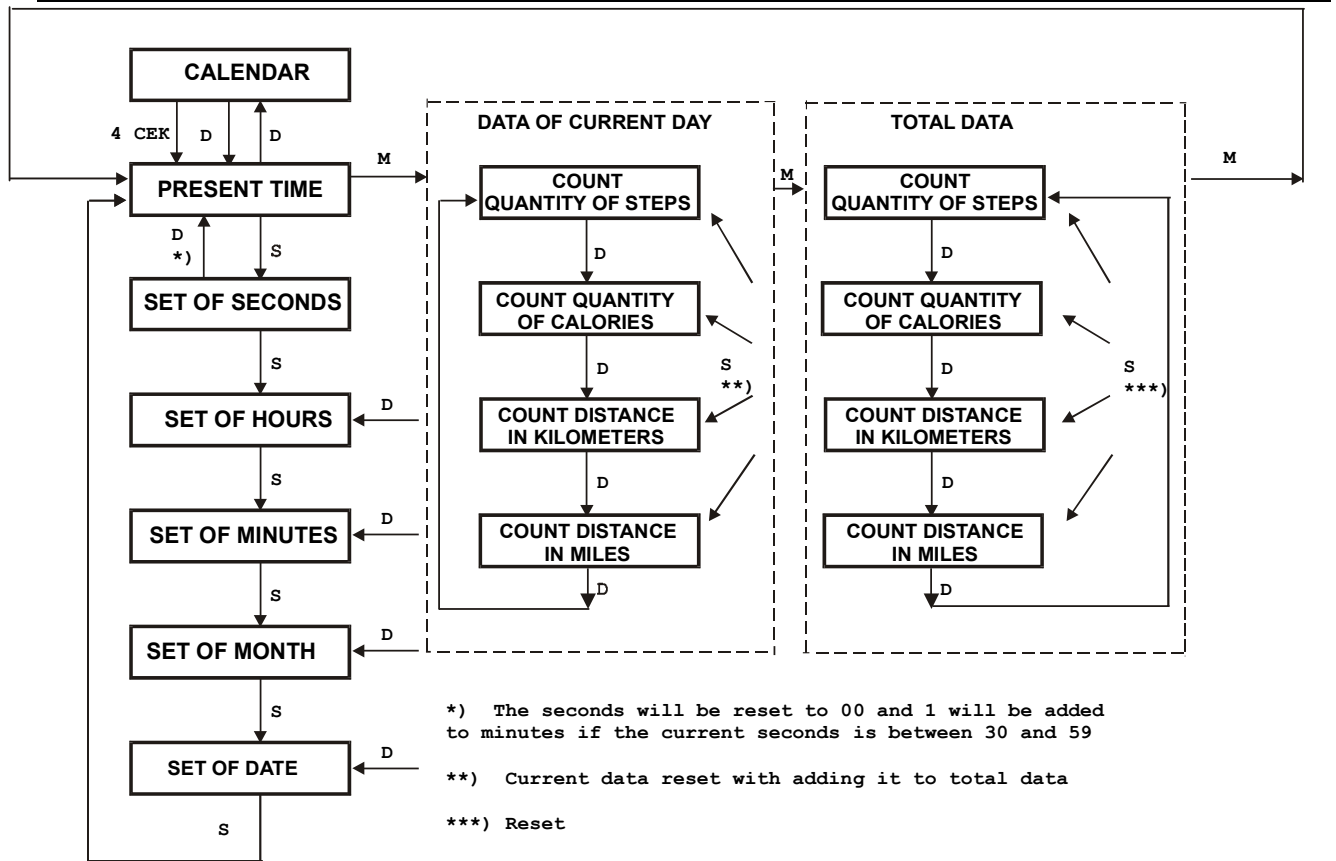 CALENDAR
4 CEK
D
D
PRESENT TIME
M
D
*)
S
SET OF SECONDS
S
SET OF HOURS
D
S
SET OF MINUTES
D
S
SET OF MONTH
D
S
SET OF DATE
D
S
DATA OF CURRENT DAY
COUNT
QUANTITY OF STEPS
D
COUNT QUANTITY
OF CALORIES
D
COUNT DISTANCE
IN KILOMETERS
D
COUNT DISTANCE
IN MILES
D
S
**)
M
TOTAL DATA
COUNT
QUANTITY OF STEPS
D
COUNT QUANTITY
OF CALORIES
D
COUNT DISTANCE
IN KILOMETERS
D
COUNT DISTANCE
IN MILES
D
S
***)
M
*) The seconds will be reset to 00 and 1 will be added
to minutes if the current seconds is between 30 and 59
**) Current data reset with adding it to total data
***) Reset